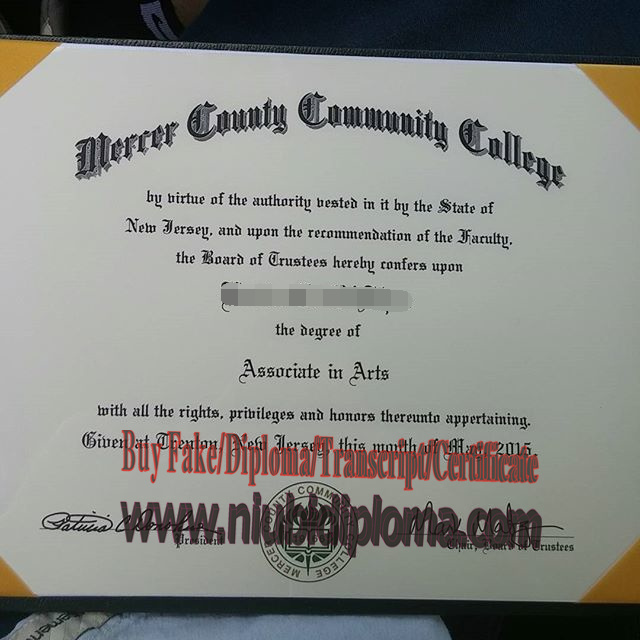 Mercer County Community College
by virtue of the authority vested in it by the State of
New Jersey, and upon the recommendation of the Faculty,
the Board of Trustees hereby confers upon
the degree of
Associate in Arts
with all the rights, privileges and honors thereunto appertaining.
Given at Trenton, New Jersey, this month of May 2015.
Buy Fake/Diploma/Transcript/Certificate
www.niubidiploma.com
President
Chair, Board of Trustees